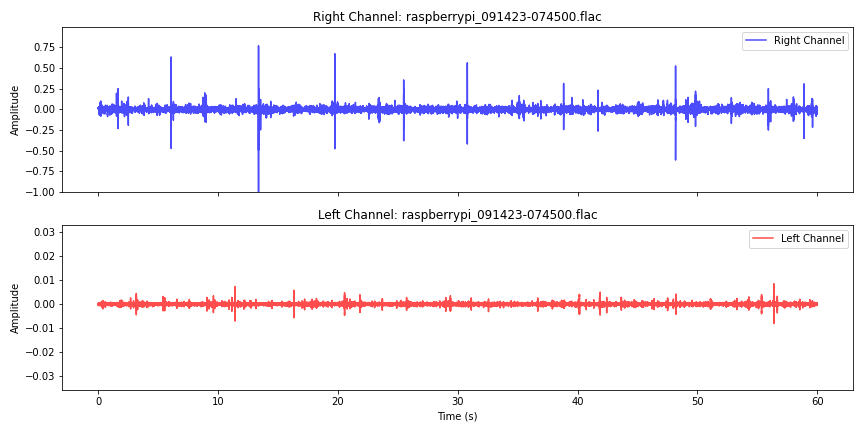 Right Channel: raspberrypi_091423-074500.flac
Right Channel
Amplitude
0.75
0.50
0.25
0.00
−0.25
−0.50
−0.75
−1.00
Left Channel: raspberrypi_091423-074500.flac
Left Channel
Amplitude
0.03
0.02
0.01
0.00
−0.01
−0.02
−0.03
0 10 20 30 40 50 60
Time (s)